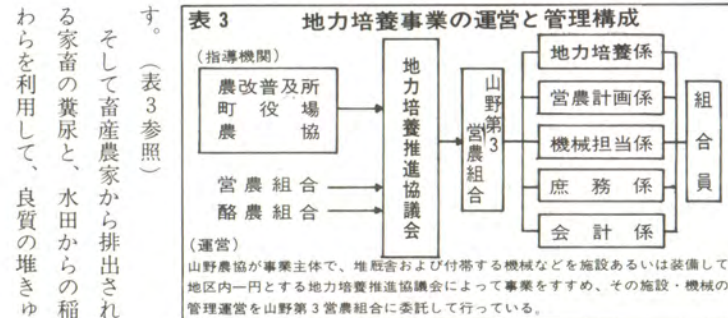 表3 地力培養事業の運営と管理構成
(指導機関)
農改普及所
町役場
農協
営農組合
酪農組合
地力培養推進協議会
山野第3
営農組合
地力培養係
営農計画係
機械担当係
庶務係
会計係
組合員
(運営)
山野農協が事業主体で、堆厩舎および付帯する機械などを施設あるいは装備して
地区内一円とする地力培養推進協議会によって事業をすすめ、その施設・機械の
管理運営を山野第3営農組合に委託して行っている。
す。(表3参照)
そして畜産農家から排出され
る家畜の糞尿と、水田からの稲
わらを利用して、良質の堆きゅ